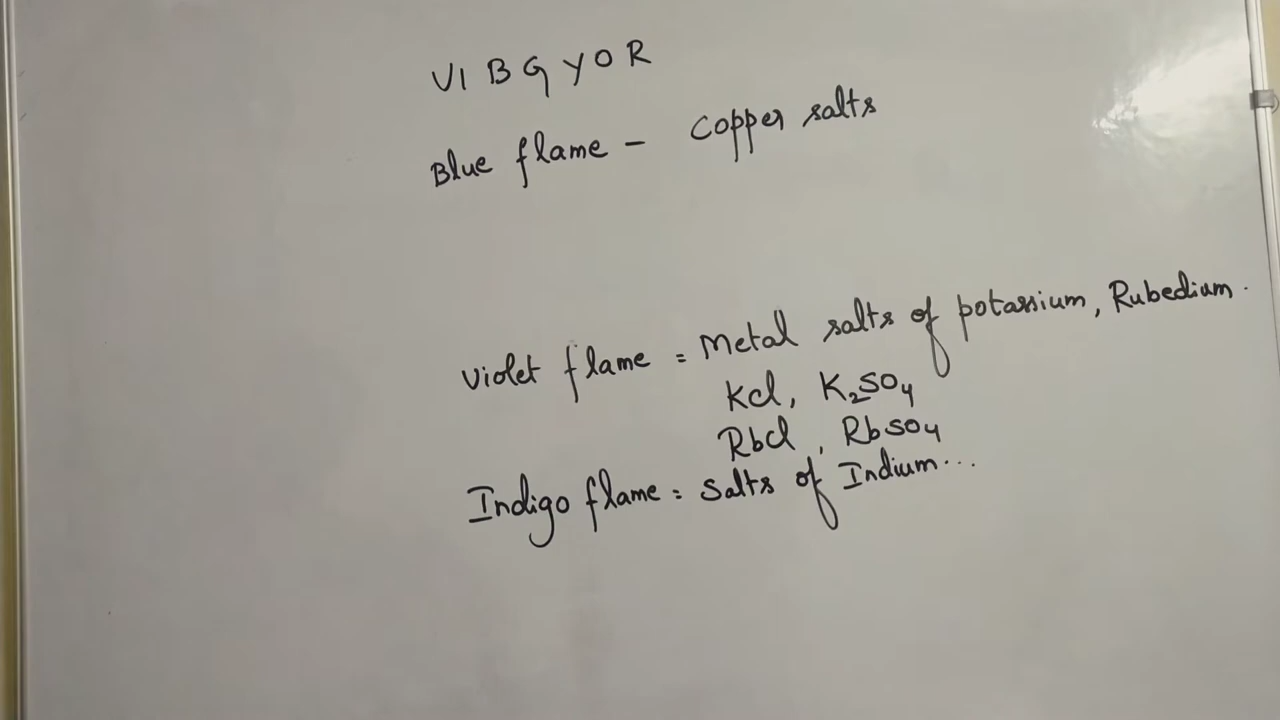 VIBGYOR
Blue flame - copper salts
violet flame = Metal salts of potassium, Rubedium.
KCl, K₂SO₄
RbCl, RbSO₄
Indigo flame = Salts of Indium...